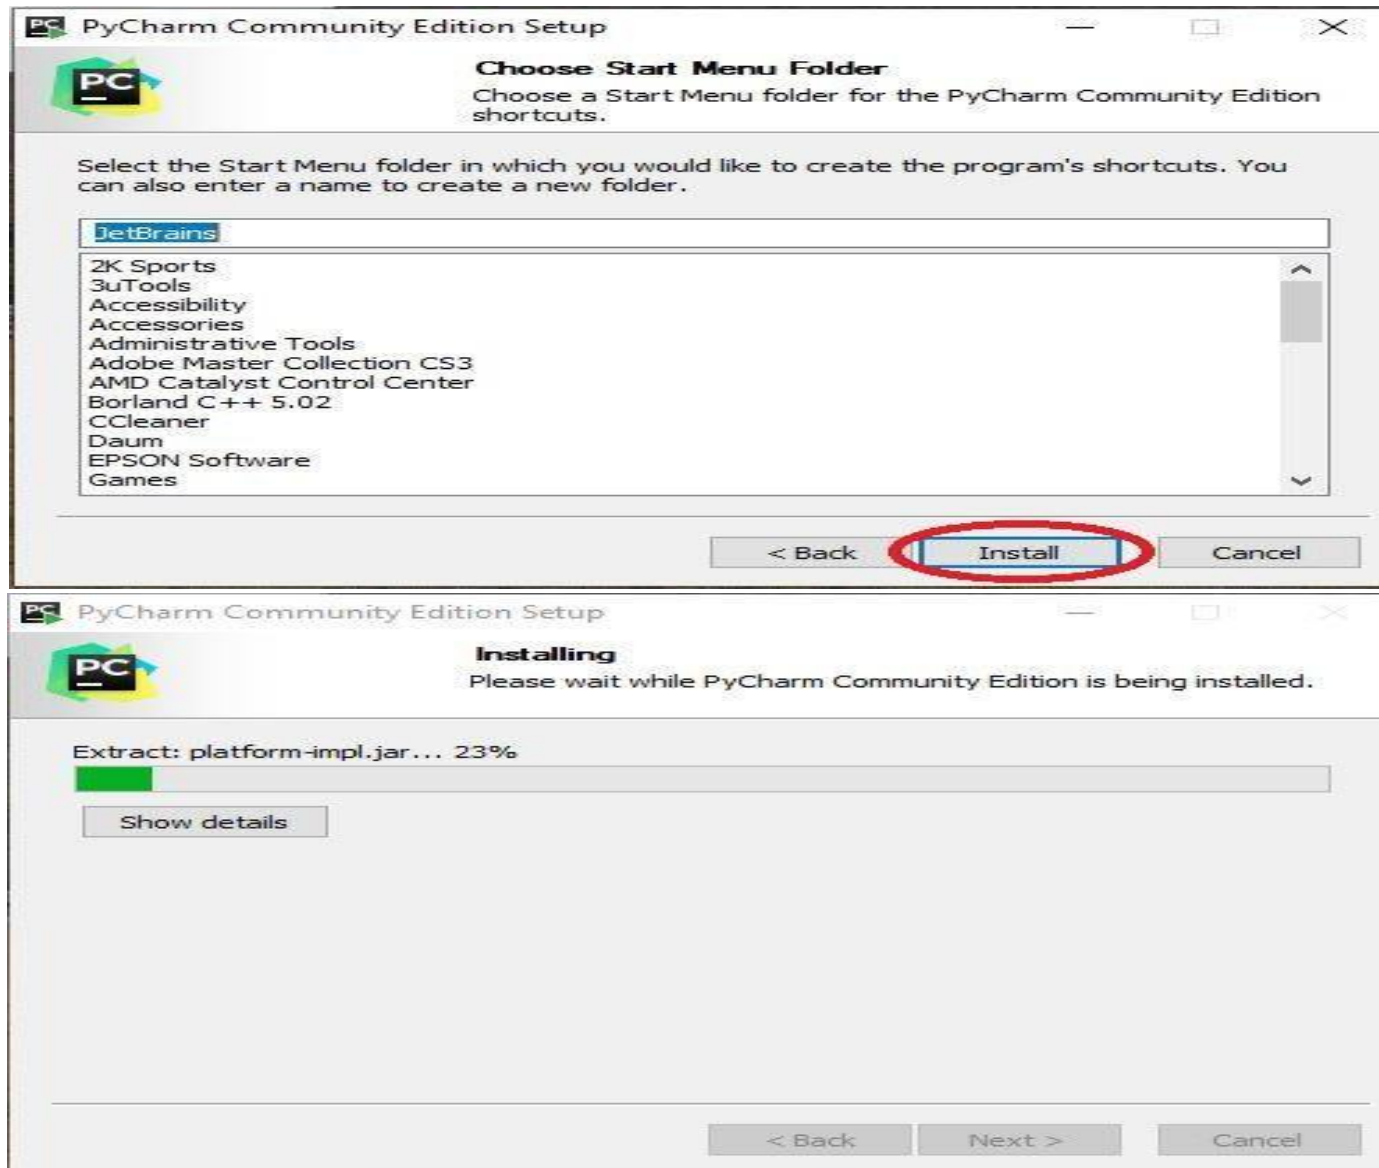 PC PyCharm Community Edition Setup
PC
Choose Start Menu Folder
Choose a Start Menu folder for the PyCharm Community Edition
shortcuts.
Select the Start Menu folder in which you would like to create the program's shortcuts. You
can also enter a name to create a new folder.
JetBrains
2K Sports
3uTools
Accessibility
Accessories
Administrative Tools
Adobe Master Collection CS3
AMD Catalyst Control Center
Borland C++ 5.02
CCleaner
Daum
EPSON Software
Games
< Back Install Cancel
PC PyCharm Community Edition Setup
PC
Installing
Please wait while PyCharm Community Edition is being installed.
Extract: platform-impl.jar... 23%
Show details
< Back Next > Cancel